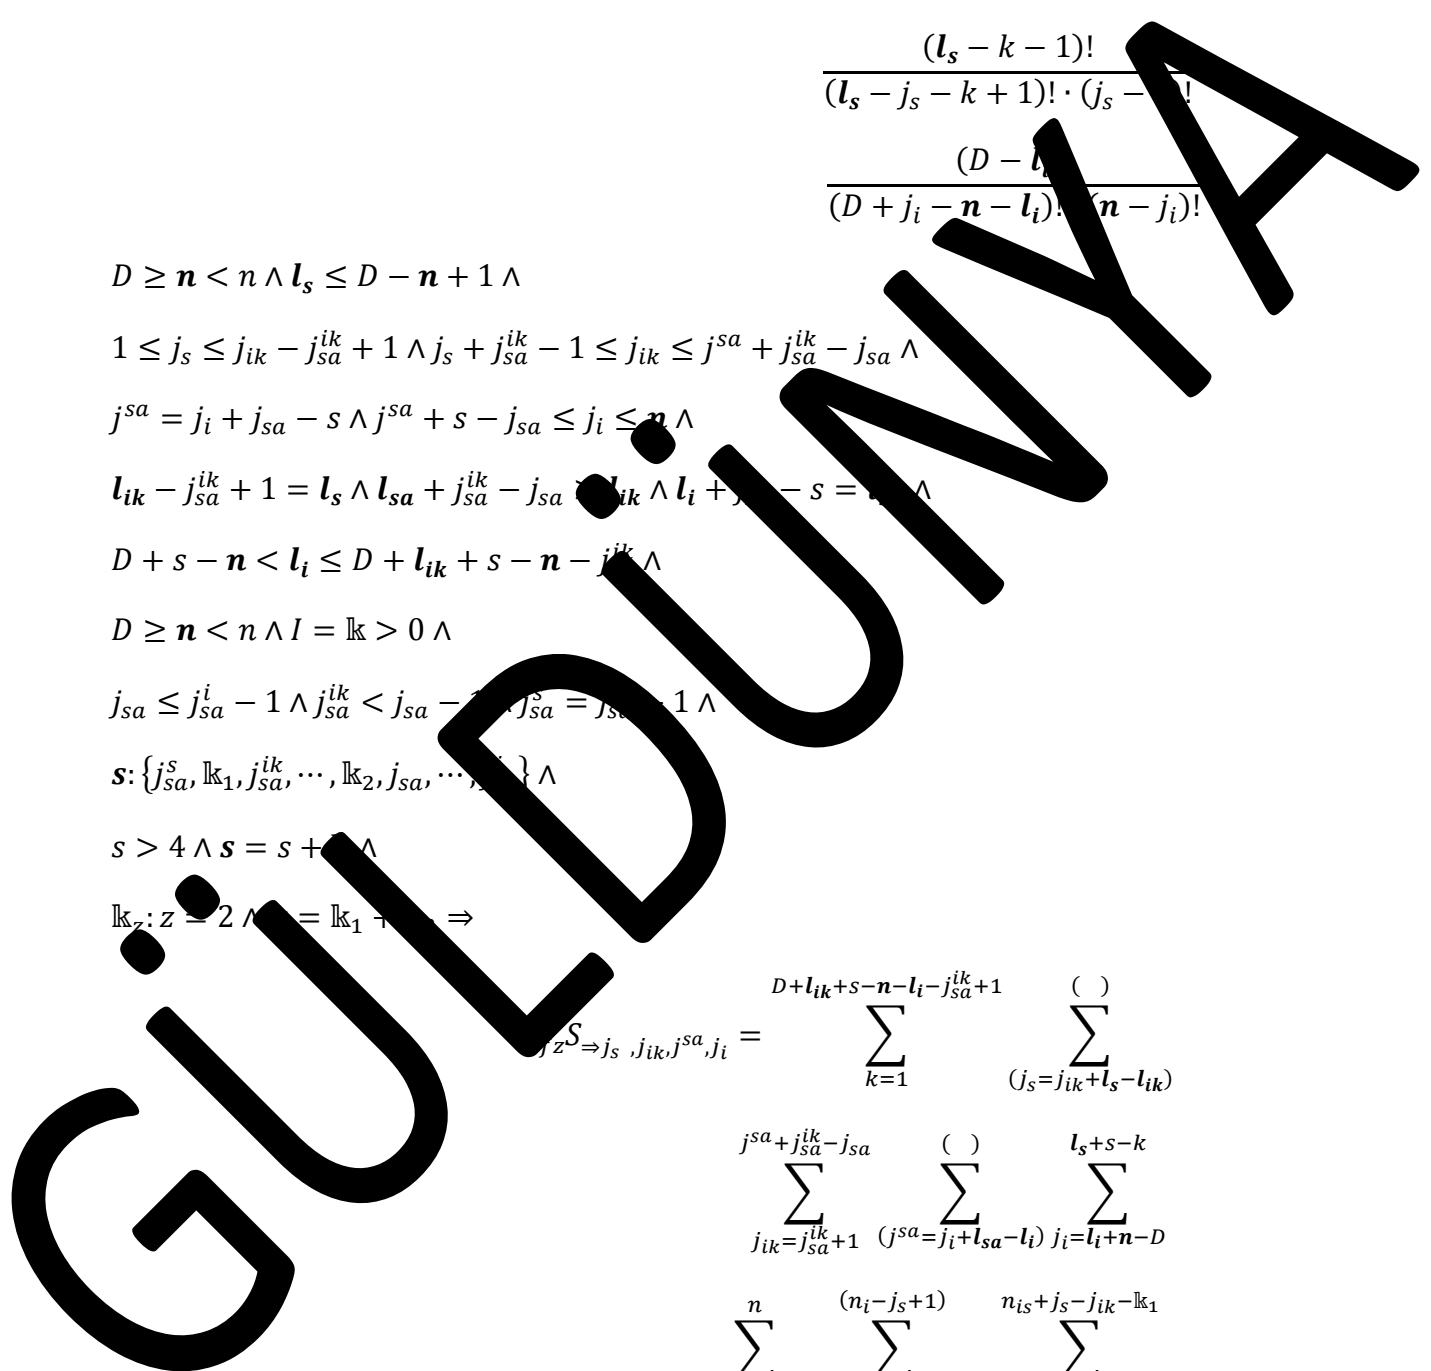 (l_s − k − 1)!
(l_s − j_s − k + 1)! · (j_s − )!
(D − l
(D + j_i − n − l_i)! (n − j_i)!
D ≥ n < n ∧ l_s ≤ D − n + 1 ∧
1 ≤ j_s ≤ j_ik − j_sa^ik + 1 ∧ j_s + j_sa^ik − 1 ≤ j_ik ≤ j^sa + j_sa^ik − j_sa ∧
j^sa = j_i + j_sa − s ∧ j^sa + s − j_sa ≤ j_i ≤ n ∧
l_ik − j_sa^ik + 1 = l_s ∧ l_sa + j_sa^ik − j_sa l_ik ∧ l_i + − s = ∧
D + s − n < l_i ≤ D + l_ik + s − n − j^ik ∧
D ≥ n < n ∧ I = 𝕜 > 0 ∧
j_sa ≤ j_sa^i − 1 ∧ j_sa^ik < j_sa − j_sa^s = 1 ∧
s: {j_sa^s, 𝕜_1, j_sa^ik, ⋯, 𝕜_2, j_sa, ⋯, } ∧
s > 4 ∧ s = s + ∧
𝕜_z: z = 2 ∧ = 𝕜_1 + ⇒
S_⇒j_s ,j_ik,j^sa,j_i = ∑_{k=1}^{D+l_ik+s−n−l_i−j_sa^ik+1} ∑_{(j_s=j_ik+l_s−l_ik)}^{( )}
∑_{j_ik=j_sa^ik+1}^{j^sa+j_sa^ik−j_sa} ∑_{(j^sa=j_i+l_sa−l_i)}^{( )} ∑_{j_i=l_i+n−D}^{l_s+s−k}
∑^{n} ∑^{(n_i−j_s+1)} ∑^{n_is+j_s−j_ik−𝕜_1}
GÜLDÜNYA